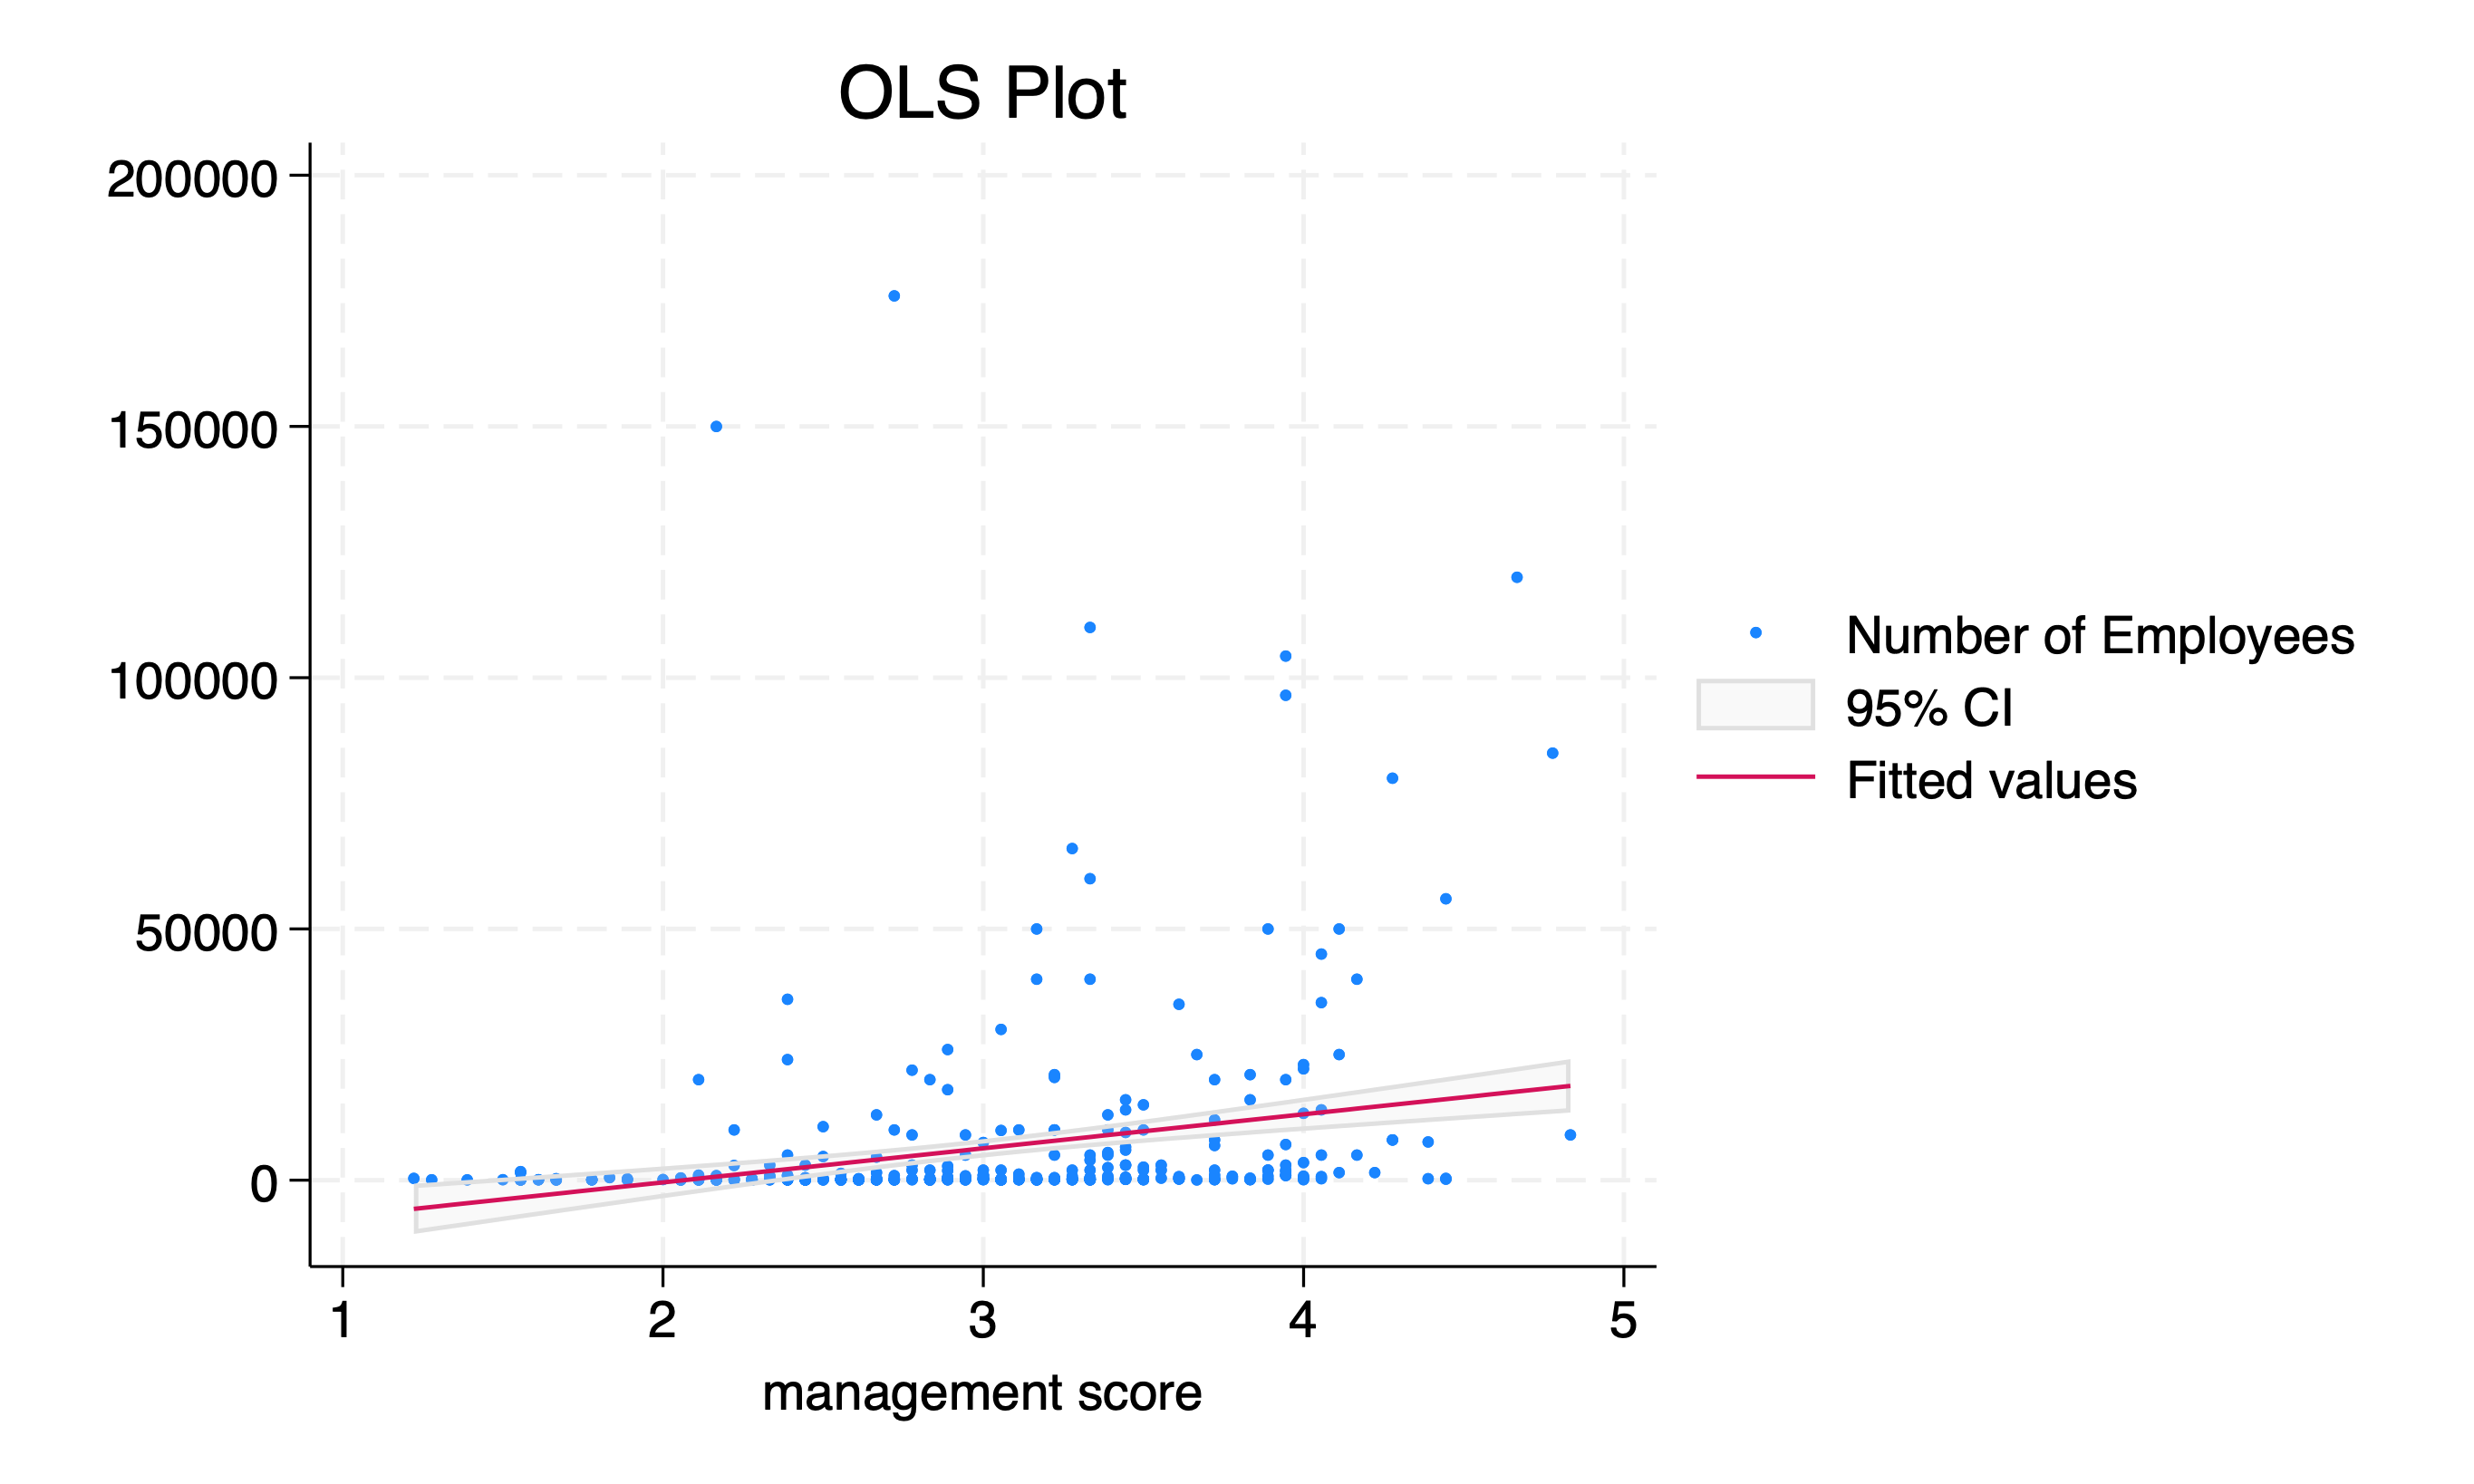 OLS Plot
200000
150000
100000
50000
0
1 2 3 4 5
management score
Number of Employees
95% CI
Fitted values